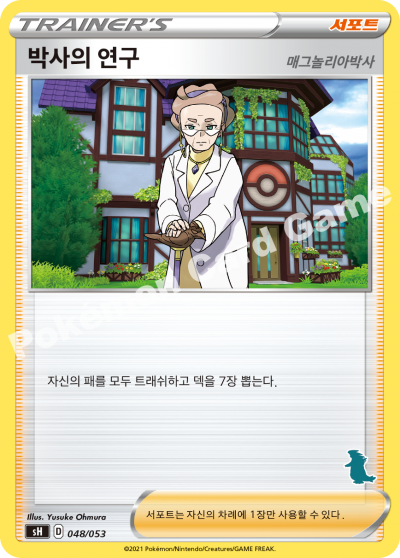 TRAINER'S
서포트
박사의 연구
매그놀리아박사
Pokémon Card Game
자신의 패를 모두 트래쉬하고 덱을 7장 뽑는다.
Illus. Yusuke Ohmura
sH D 048/053
서포트는 자신의 차례에 1장만 사용할 수 있다.
©2021 Pokémon/Nintendo/Creatures/GAME FREAK.